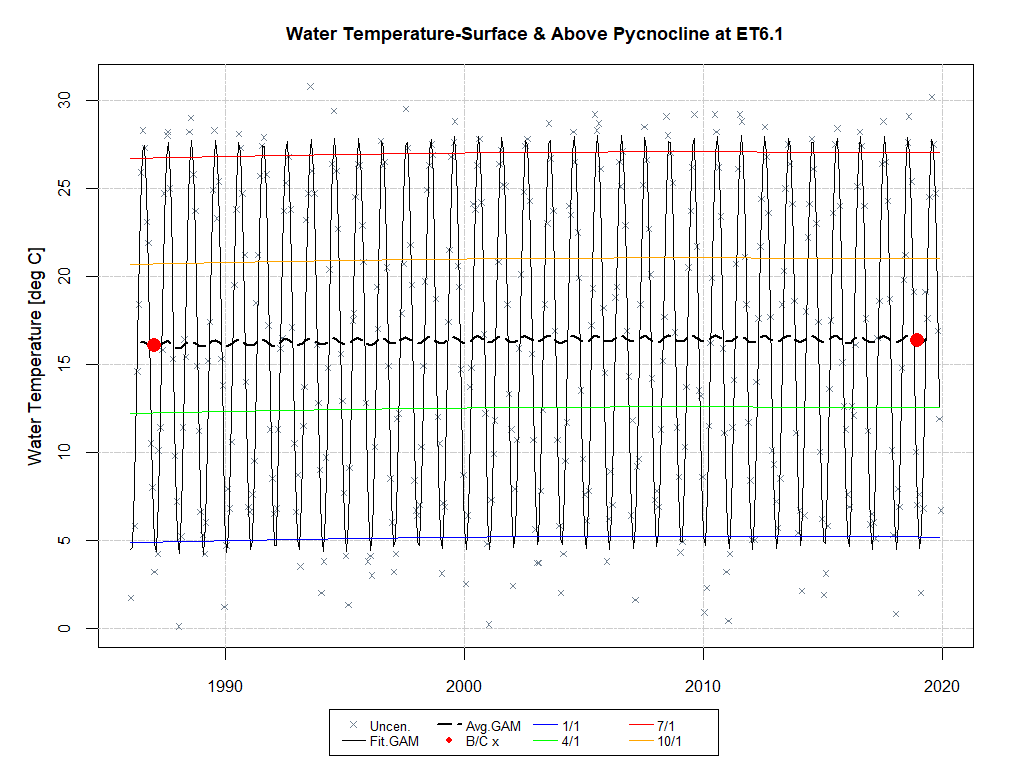 Water Temperature-Surface & Above Pycnocline at ET6.1
Water Temperature [deg C]
30
25
20
15
10
5
0
1990 2000 2010 2020
Uncen. Avg.GAM 1/1 7/1
Fit.GAM B/C x 4/1 10/1